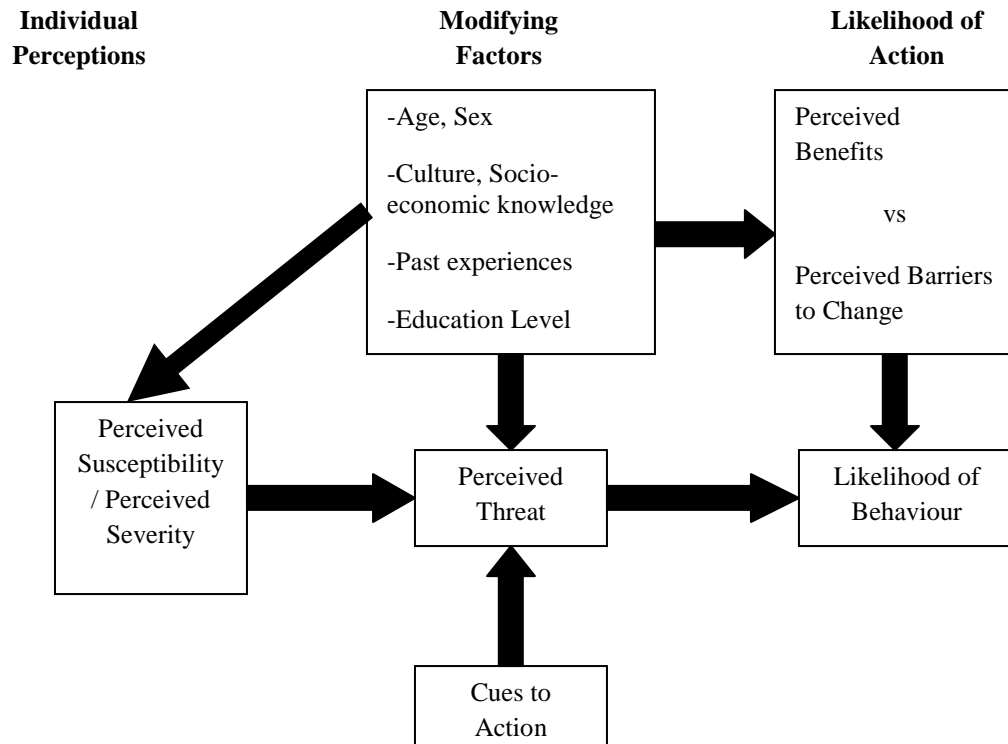 Individual
Perceptions
Modifying
Factors
Likelihood of
Action
-Age, Sex
-Culture, Socio-
economic knowledge
-Past experiences
-Education Level
Perceived
Benefits
vs
Perceived Barriers
to Change
Perceived
Susceptibility
/ Perceived
Severity
Perceived
Threat
Likelihood of
Behaviour
Cues to
Action